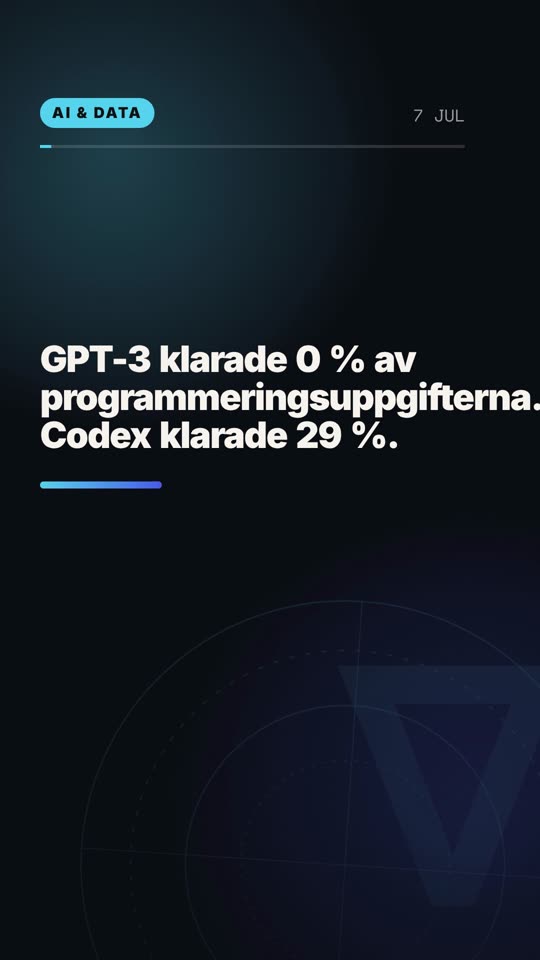 AI & DATA
7 JUL
GPT-3 klarade 0 % av
programmeringsuppgifterna.
Codex klarade 29 %.